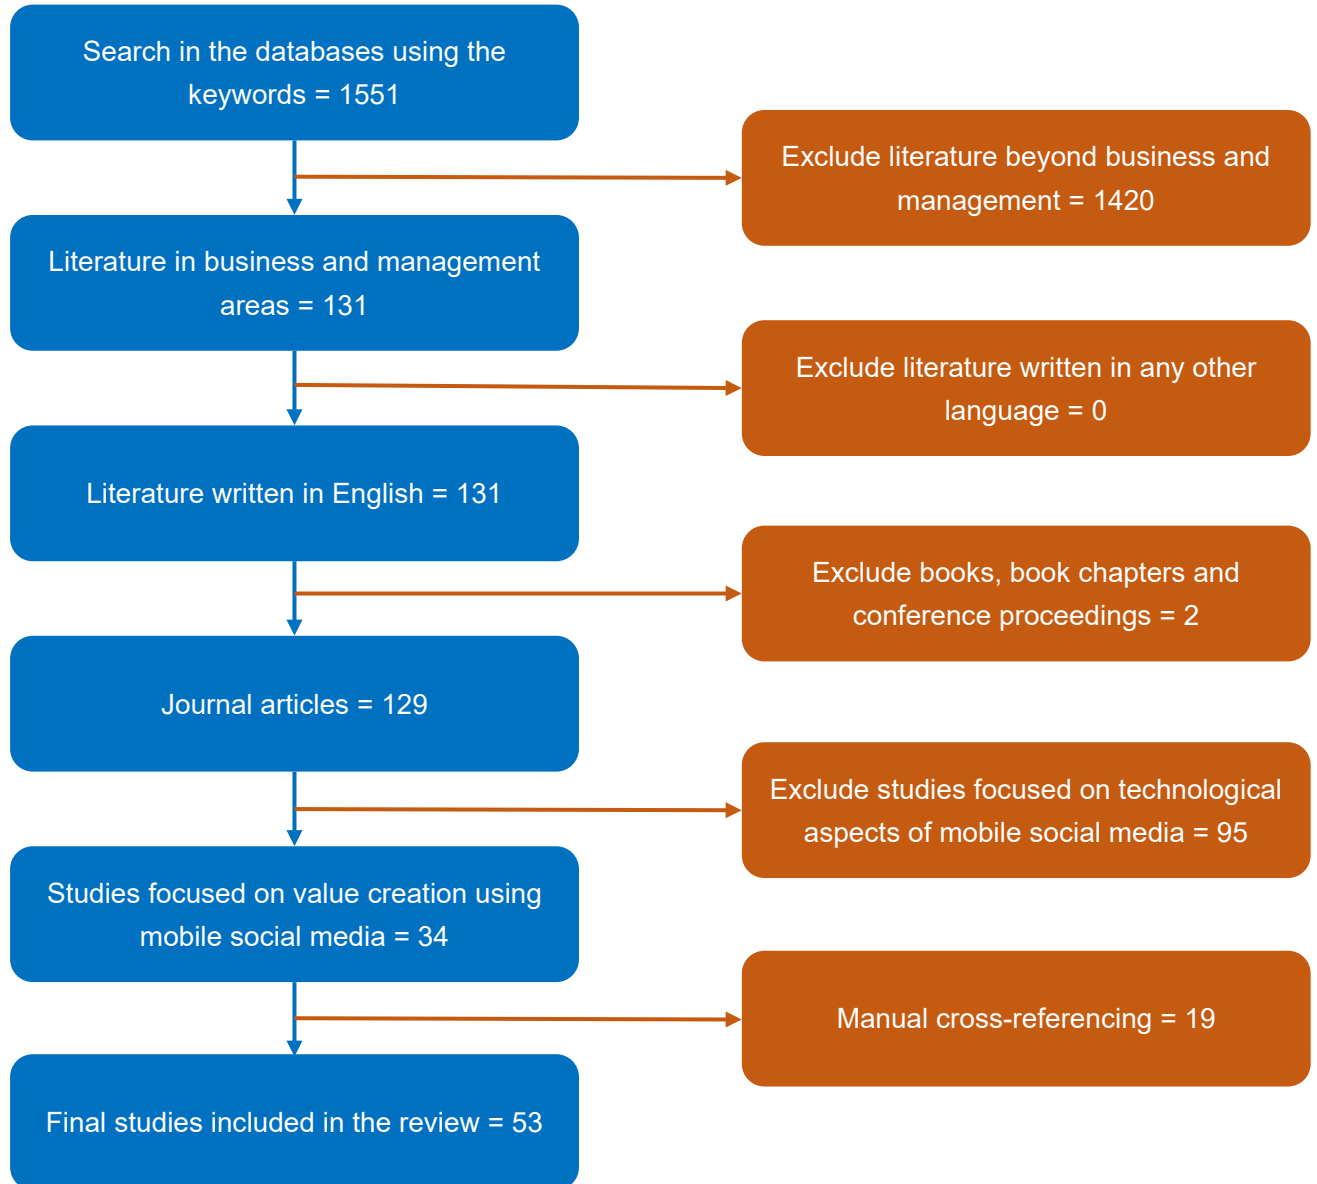 Search in the databases using the
keywords = 1551
Exclude literature beyond business and
management = 1420
Literature in business and management
areas = 131
Exclude literature written in any other
language = 0
Literature written in English = 131
Exclude books, book chapters and
conference proceedings = 2
Journal articles = 129
Exclude studies focused on technological
aspects of mobile social media = 95
Studies focused on value creation using
mobile social media = 34
Manual cross-referencing = 19
Final studies included in the review = 53